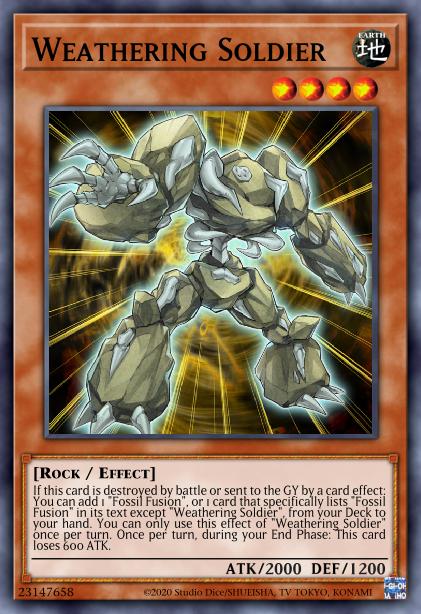 WEATHERING SOLDIER
EARTH
地
[ROCK / EFFECT]
If this card is destroyed by battle or sent to the GY by a card effect:
You can add 1 "Fossil Fusion", or 1 card that specifically lists "Fossil
Fusion" in its text except "Weathering Soldier", from your Deck to
your hand. You can only use this effect of "Weathering Soldier"
once per turn. Once per turn, during your End Phase: This card
loses 600 ATK.
ATK/2000 DEF/1200
23147658
©2020 Studio Dice/SHUEISHA, TV TOKYO, KONAMI